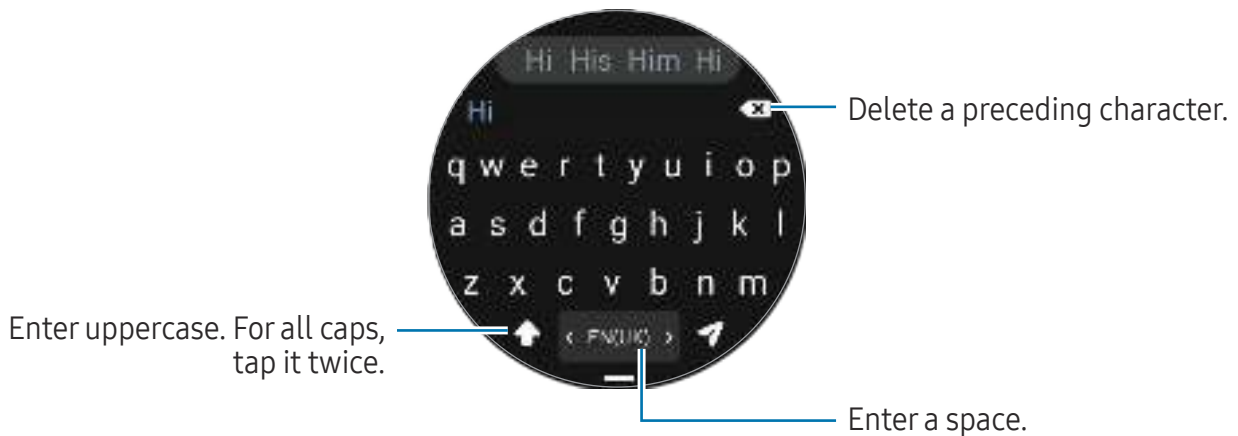 Hi His Him Hi
Hi
Delete a preceding character.
q w e r t y u i o p
a s d f g h j k l
z x c v b n m
Enter uppercase. For all caps,
tap it twice.
< EN(UK) >
Enter a space.